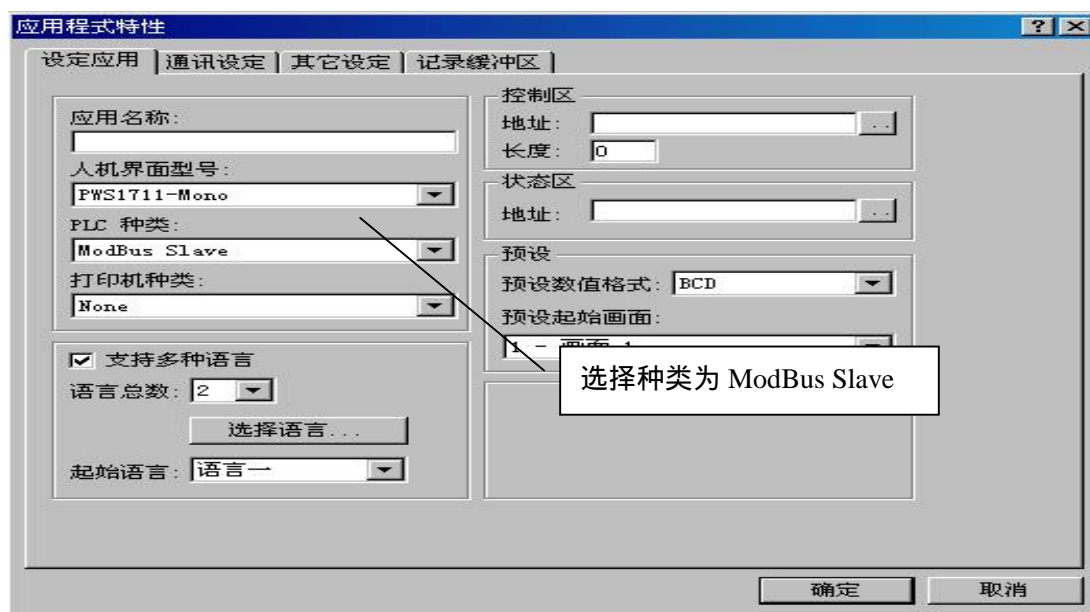 应用程式特性
设定应用 通讯设定 其它设定 记录缓冲区
应用名称:
人机界面型号:
PWS1711-Mono
PLC 种类:
ModBus Slave
打印机种类:
None
支持多种语言
语言总数: 2
选择语言...
起始语言: 语言一
控制区
地址: ..
长度: 0
状态区
地址: ..
预设
预设数值格式: BCD
预设起始画面:
1 - 画面 1
选择种类为 ModBus Slave
确定 取消